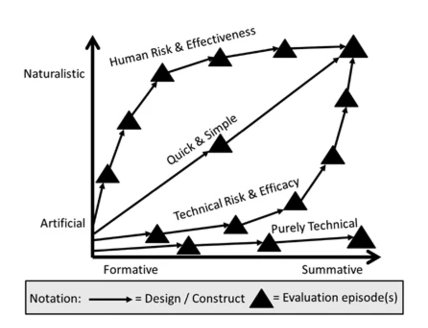 Human Risk & Effectiveness
Naturalistic
Quick & Simple
Technical Risk & Efficacy
Artificial
Purely Technical
Formative
Summative
Notation: = Design / Construct = Evaluation episode(s)